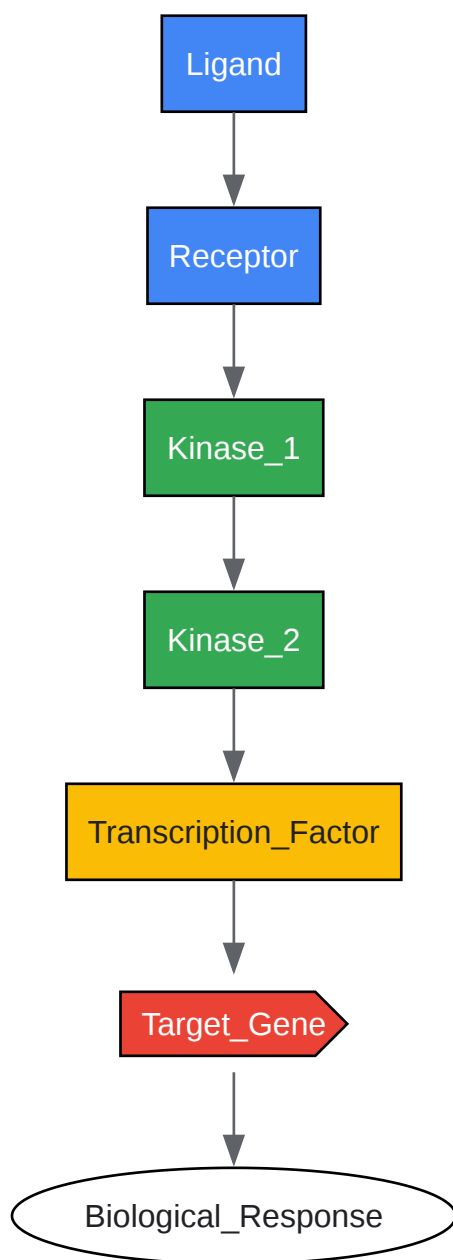 Ligand
Receptor
Kinase_1
Kinase_2
Transcription_Factor
Target_Gene
Biological_Response